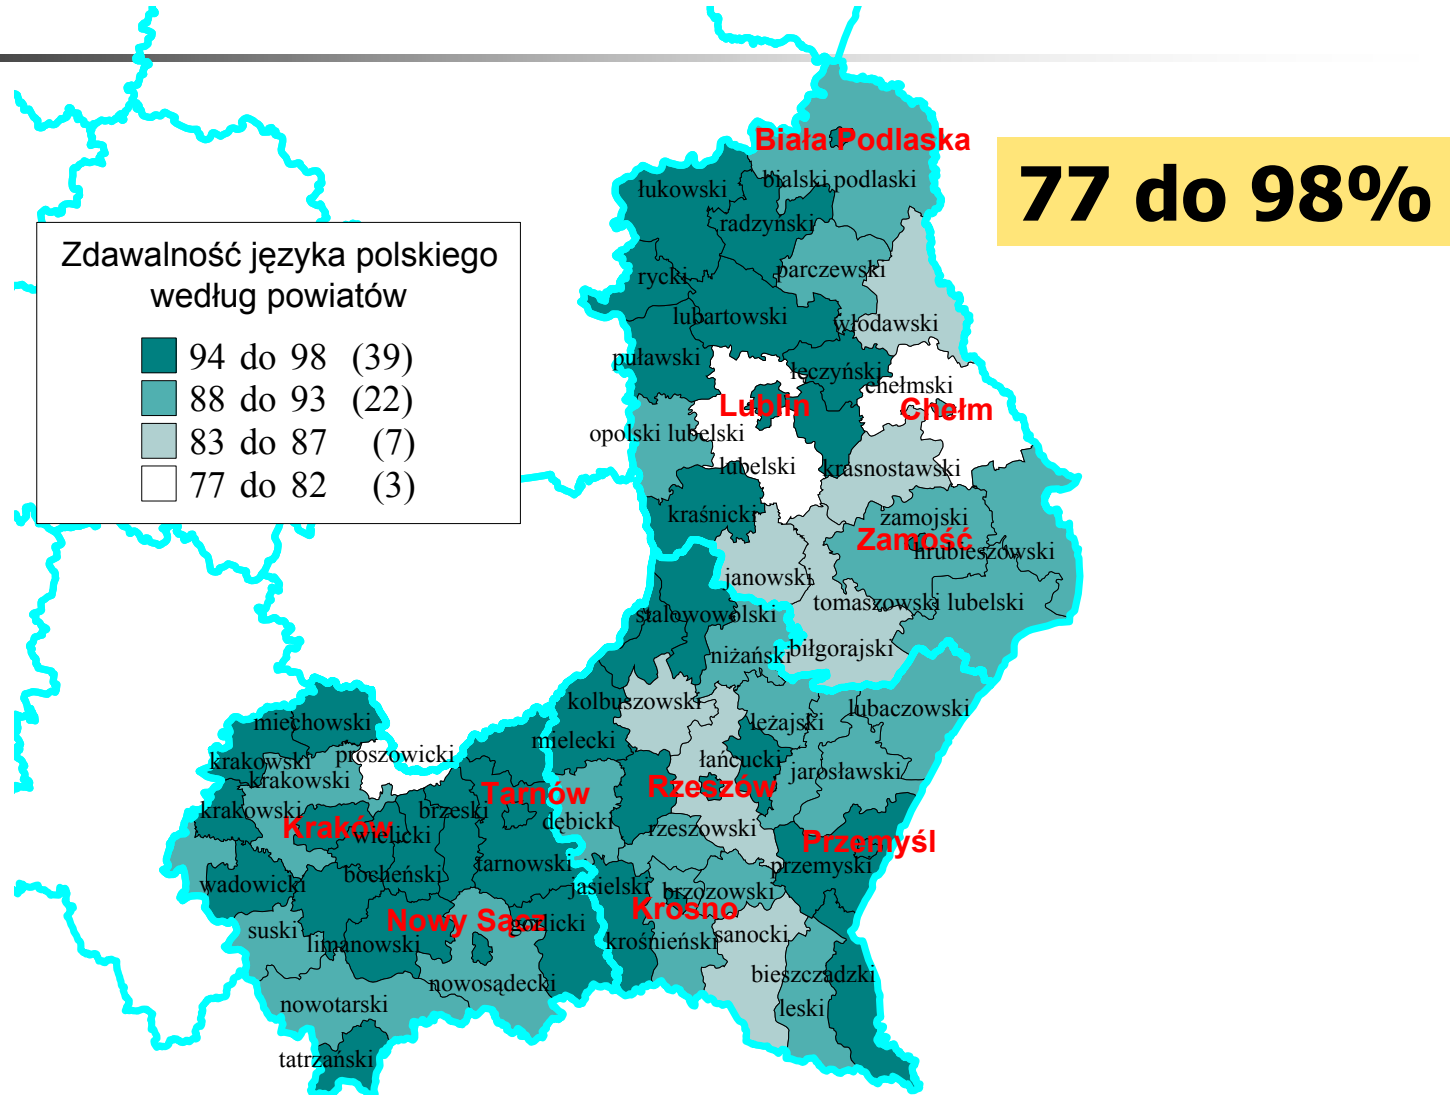 Biała Podlaska
77 do 98%
Zdawalność języka polskiego
według powiatów
94 do 98 (39)
88 do 93 (22)
83 do 87 (7)
77 do 82 (3)
łukowski
bialski podlaski
radzyński
rycki
parczewski
lubartowski
włodawski
puławski
łęczyński
chełmski
Lublin
Chełm
opolski lubelski
lubelski
krasnostawski
kraśnicki
zamojski
Zamość
hrubieszowski
janowski
tomaszowski lubelski
stalowowolski
niżański
biłgorajski
kolbuszowski
leżajski
lubaczowski
miechowski
mielecki
proszowicki
krakowski
krakowski
łańcucki
jarosławski
Tarnów
Rzeszów
krakowski
brzeski
Kraków
wielicki
dębicki
rzeszowski
Przemyśl
tarnowski
przemyski
wadowicki
bocheński
jasielski
brzozowski
Krosno
Nowy Sącz
gorlicki
suski
limanowski
krośnieński
sanocki
nowosądecki
bieszczadzki
nowotarski
leski
tatrzański